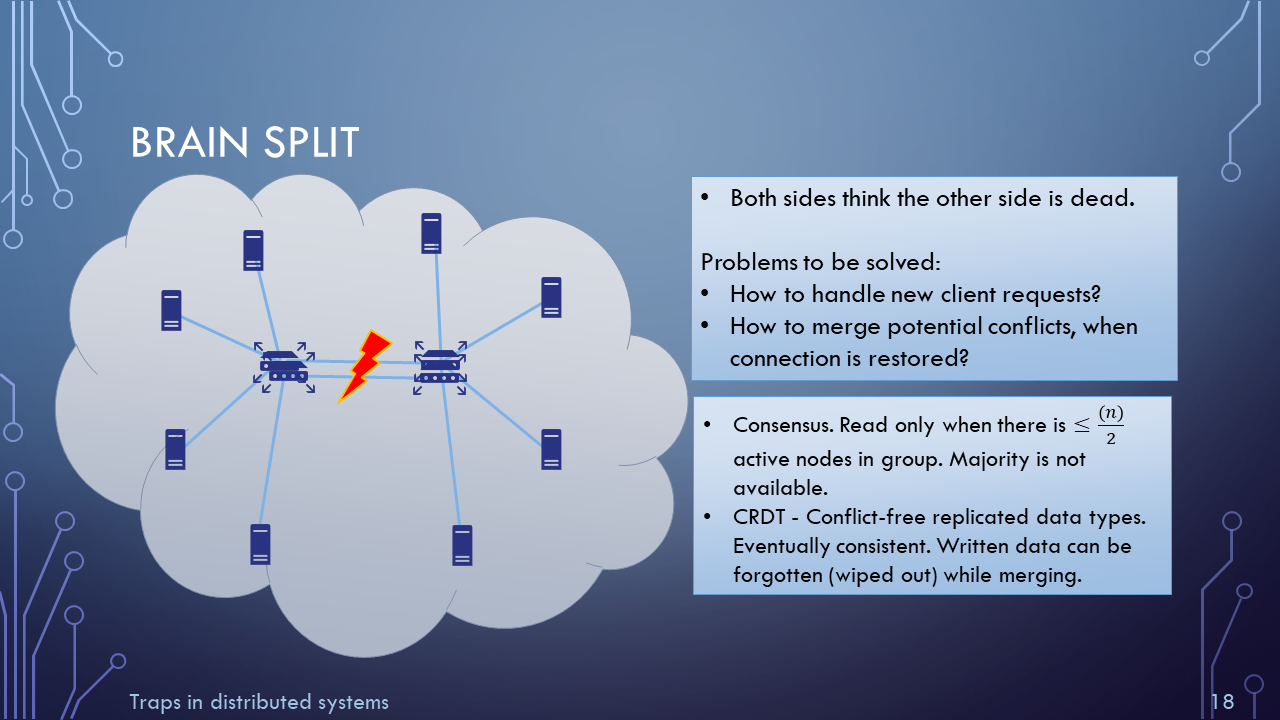 BRAIN SPLIT
• Both sides think the other side is dead.
Problems to be solved:
• How to handle new client requests?
• How to merge potential conflicts, when
connection is restored?
• Consensus. Read only when there is ≤ (n)/2
active nodes in group. Majority is not
available.
• CRDT - Conflict-free replicated data types.
Eventually consistent. Written data can be
forgotten (wiped out) while merging.
Traps in distributed systems
18